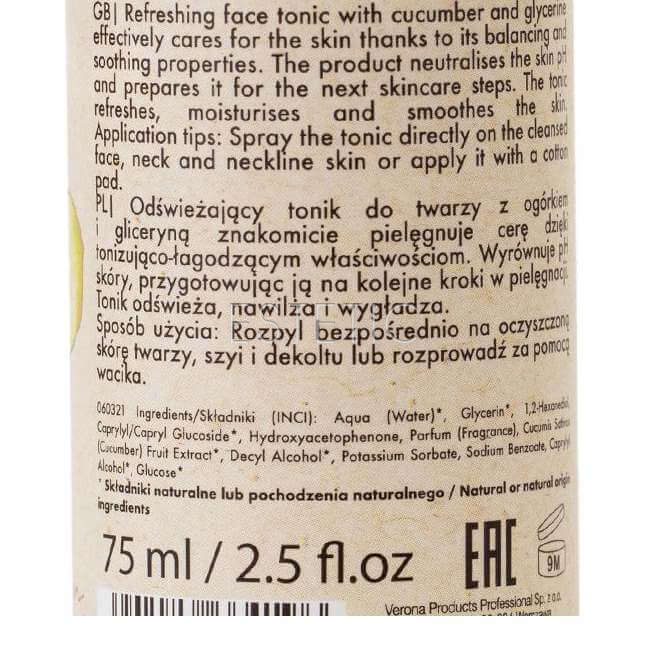 GB| Refreshing face tonic with cucumber and glycerine
effectively cares for the skin thanks to its balancing and
soothing properties. The product neutralises the skin pH
and prepares it for the next skincare steps. The tonic
refreshes, moisturises and smoothes the skin.
Application tips: Spray the tonic directly on the cleansed
face, neck and neckline skin or apply it with a cotton
pad.
PL| Odświeżający tonik do twarzy z ogórkiem
i gliceryną znakomicie pielęgnuje cerę dzięki
tonizująco-łagodzącym właściwościom. Wyrównuje pH
skóry, przygotowując ją na kolejne kroki w pielęgnacji.
Tonik odświeża, nawilża i wygładza.
Sposób użycia: Rozpyl bezpośrednio na oczyszczoną
skórę twarzy, szyi i dekoltu lub rozprowadź za pomocą
wacika.
060321 Ingredients/Składniki (INCI): Aqua (Water)*, Glycerin*, 1,2-Hexanediol,
Caprylyl/Capryl Glucoside*, Hydroxyacetophenone, Parfum (Fragrance), Cucumis Sativus
(Cucumber) Fruit Extract*, Decyl Alcohol*, Potassium Sorbate, Sodium Benzoate, Caprylyl
Alcohol*, Glucose*
* Składniki naturalne lub pochodzenia naturalnego / Natural or natural origin
ingredients
75 ml / 2.5 fl.oz EAC 9M
Verona Products Professional Sp. z o.o.